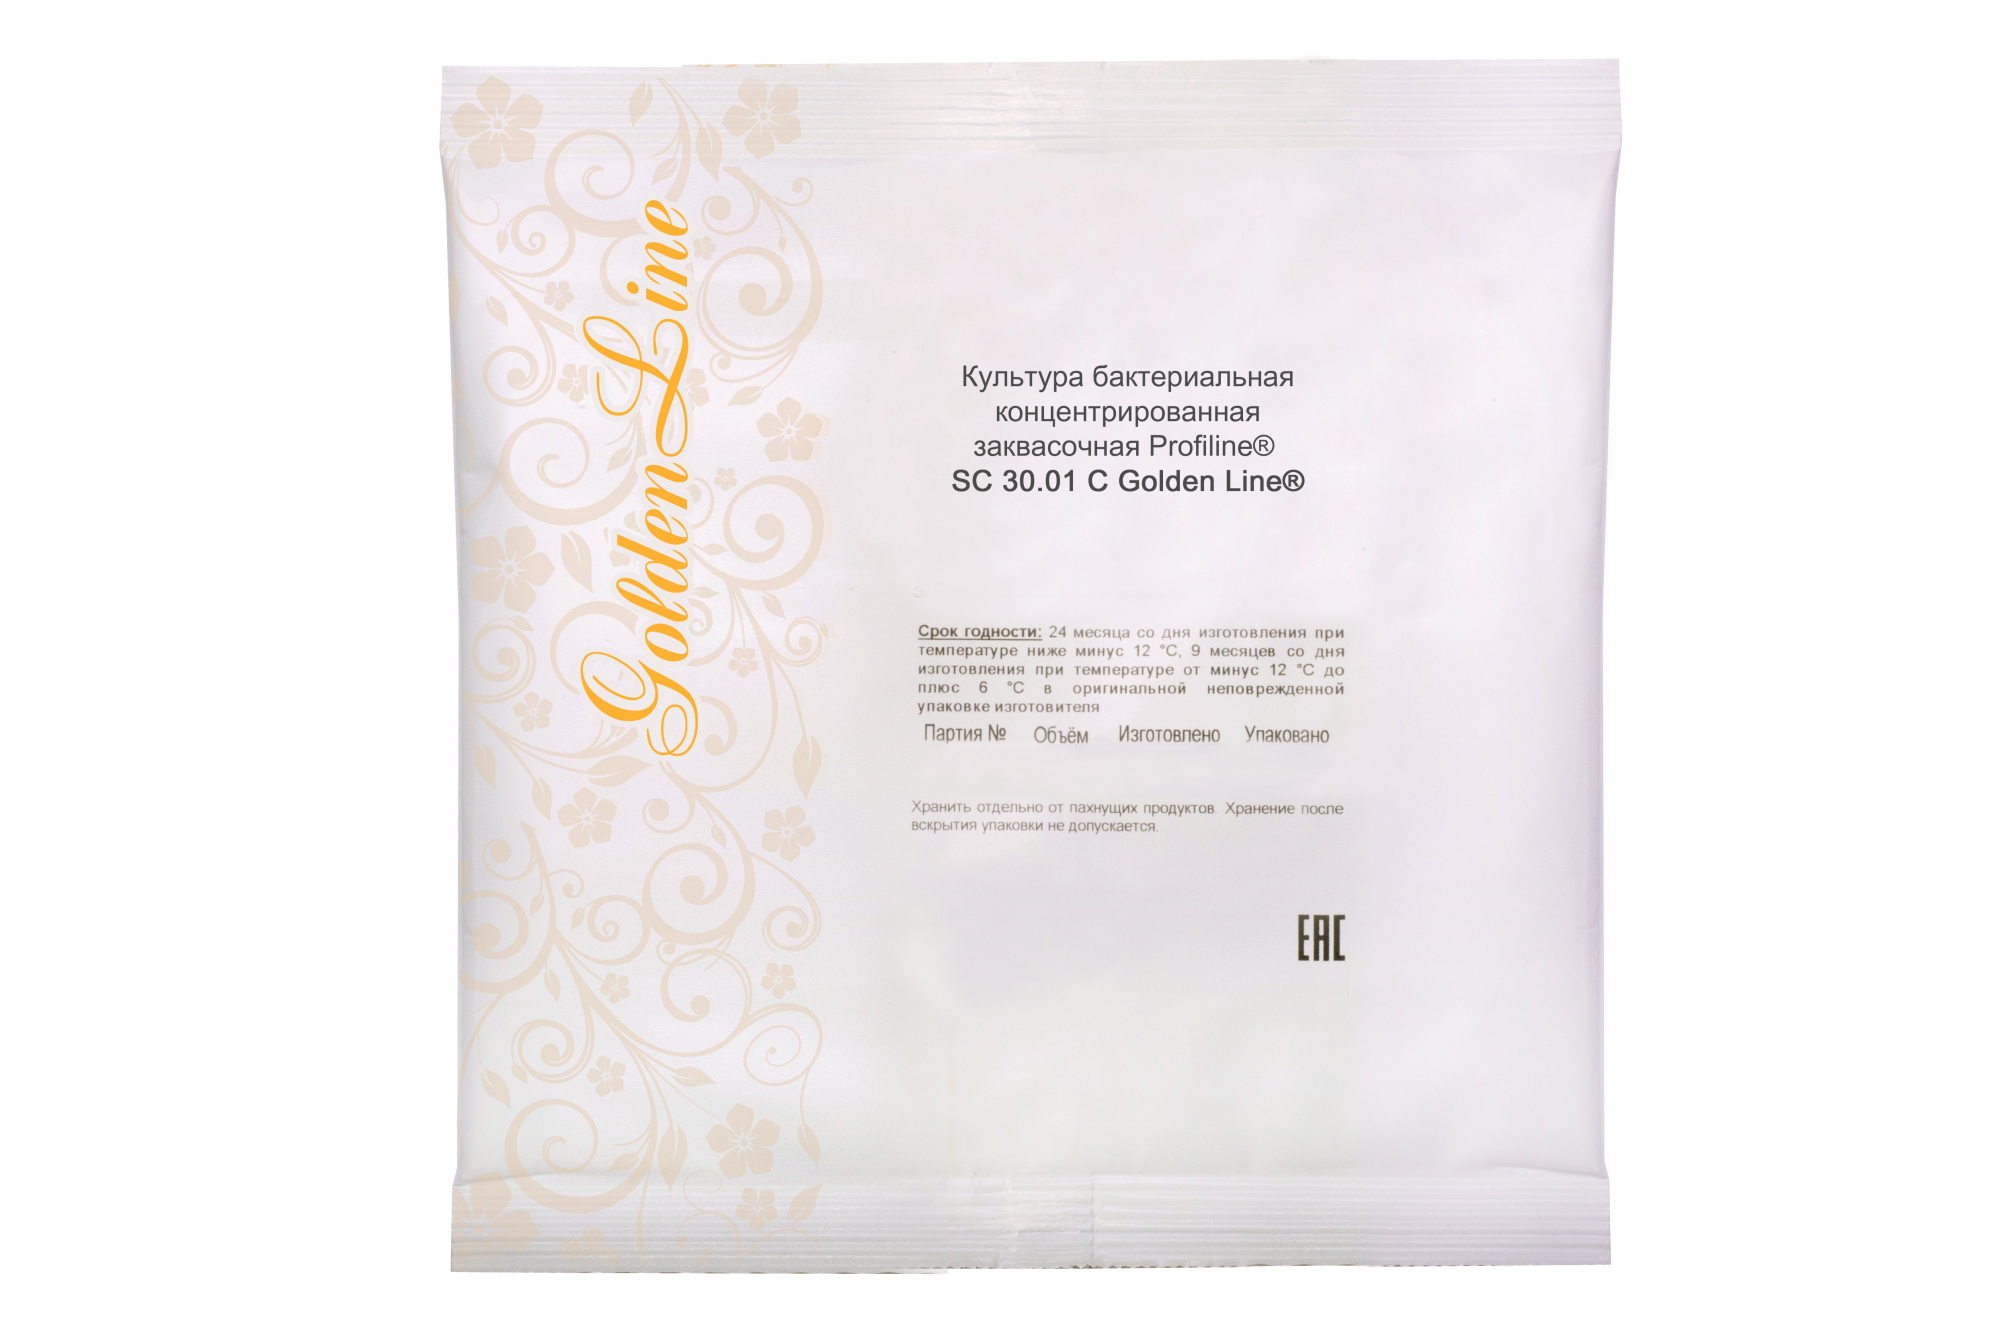 Golden Line
Культура бактериальная
концентрированная
заквасочная Profiline®
SC 30.01 C Golden Line®
Срок годности: 24 месяца со дня изготовления при
температуре ниже минус 12 °С, 9 месяцев со дня
изготовления при температуре от минус 12 °С до
плюс 6 °С в оригинальной неповрежденной
упаковке изготовителя
Партия № Объём Изготовлено Упаковано
Хранить отдельно от пахнущих продуктов. Хранение после
вскрытия упаковки не допускается.
EAC